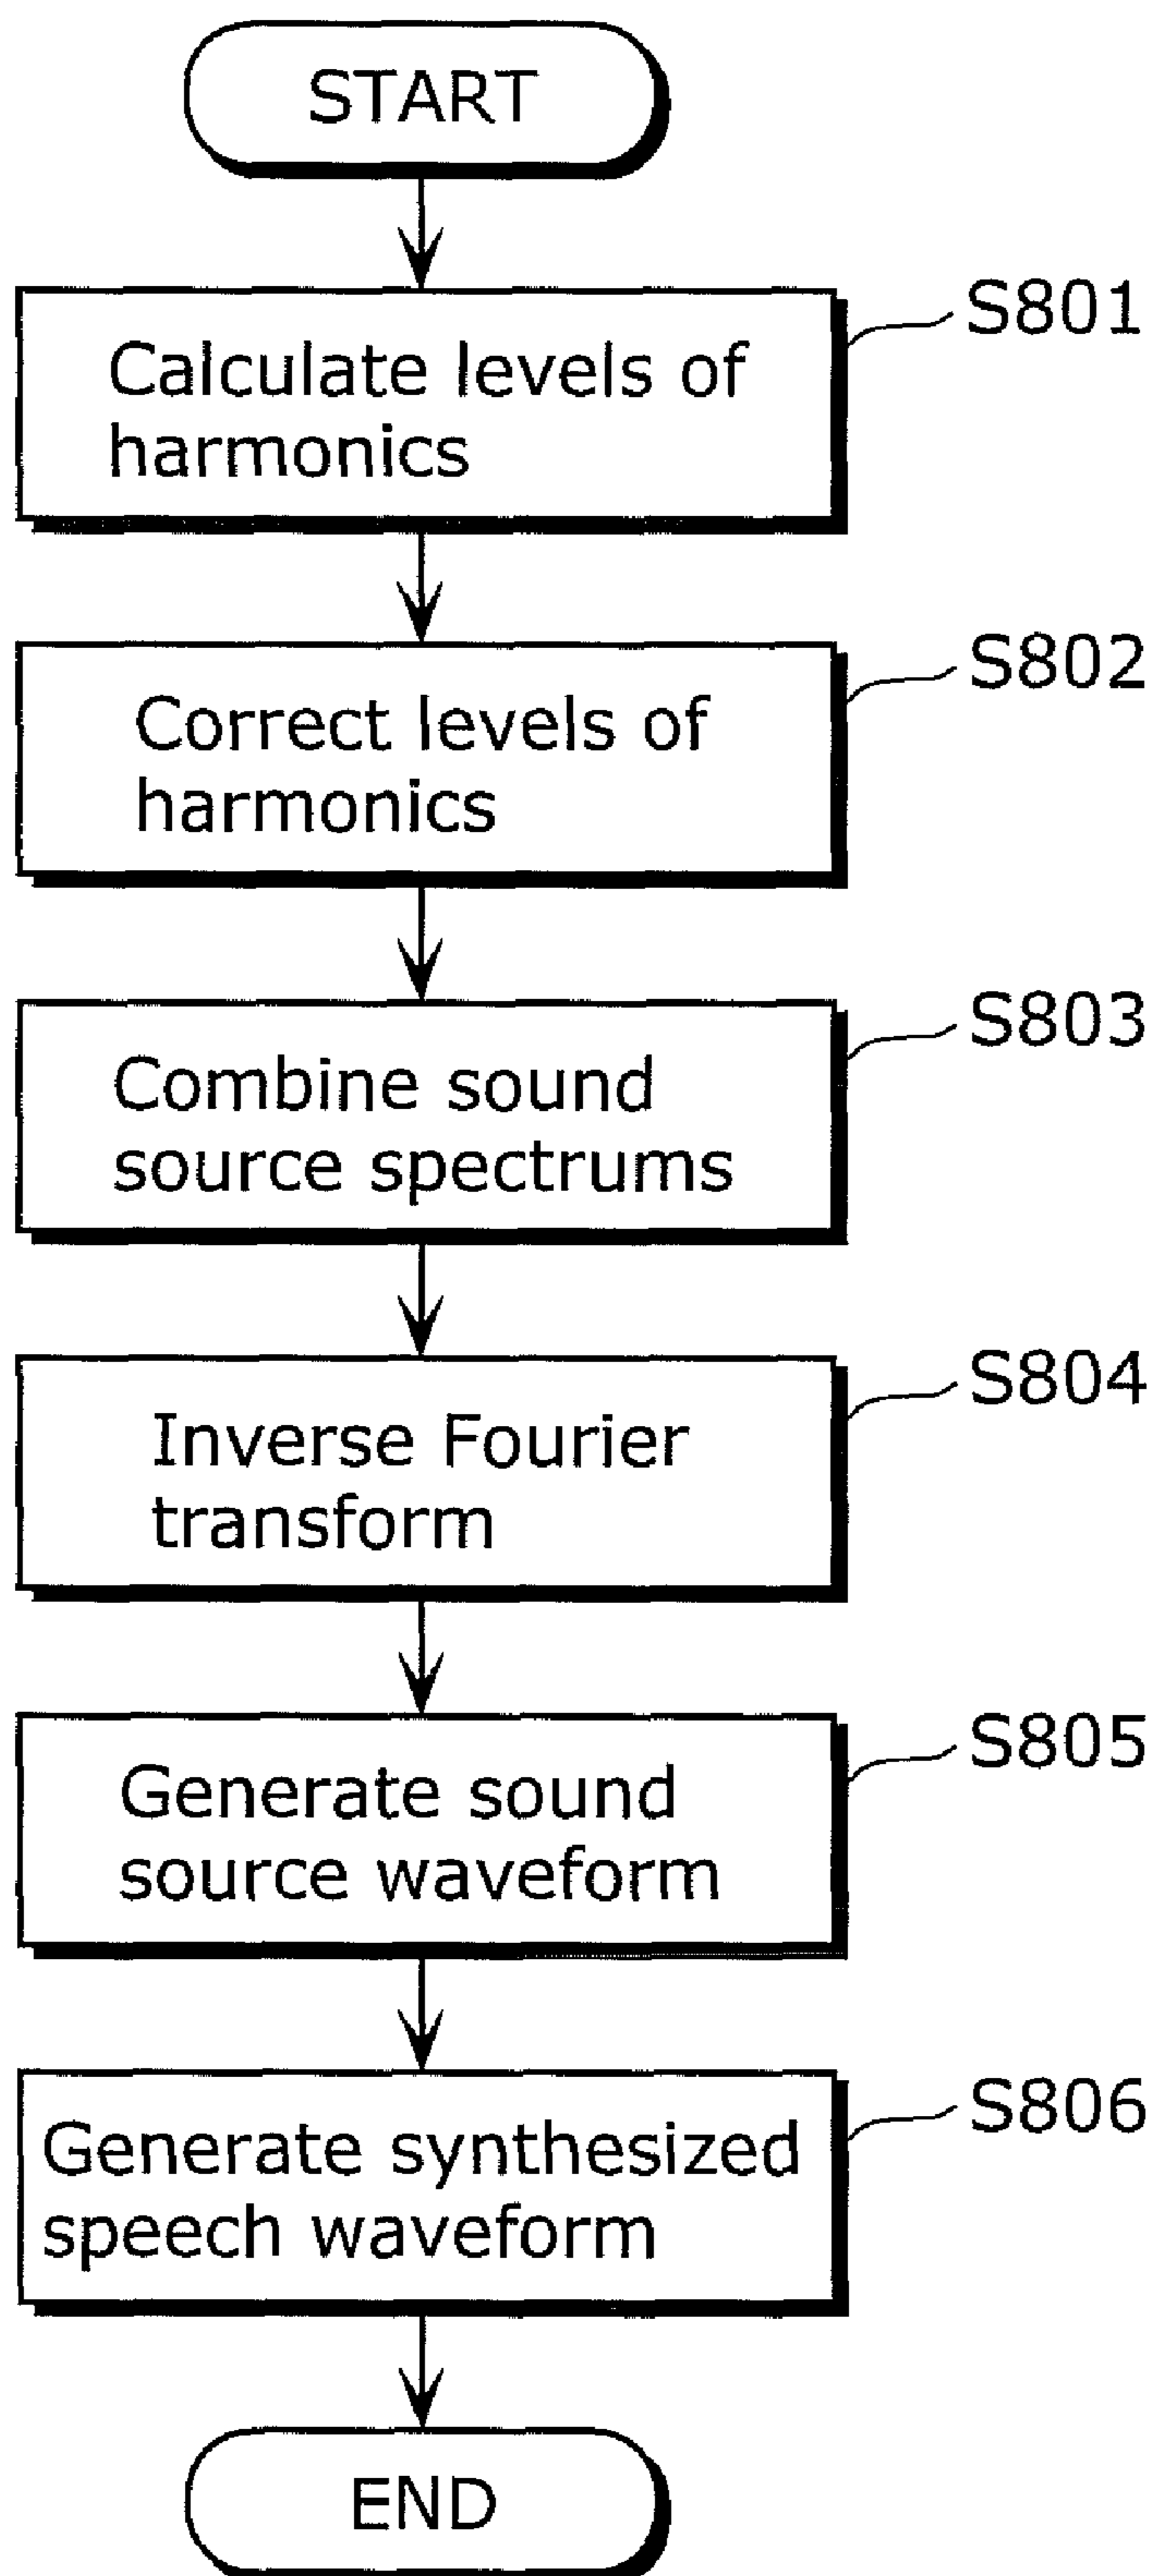 START
S801
Calculate levels of
harmonics
S802
Correct levels of
harmonics
S803
Combine sound
source spectrums
S804
Inverse Fourier
transform
S805
Generate sound
source waveform
S806
Generate synthesized
speech waveform
END